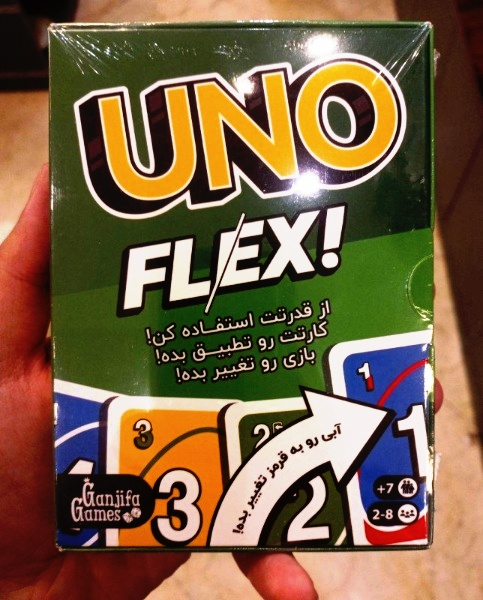 UNO
FLEX!
از قدرتت استفاده کن!
کارتت رو تطبیق بده!
بازی رو تغییر بده!
1
1
3
3
2
2
آبی رو به قرمز تغییر بده!
Ganjifa
Games
+7
2-8